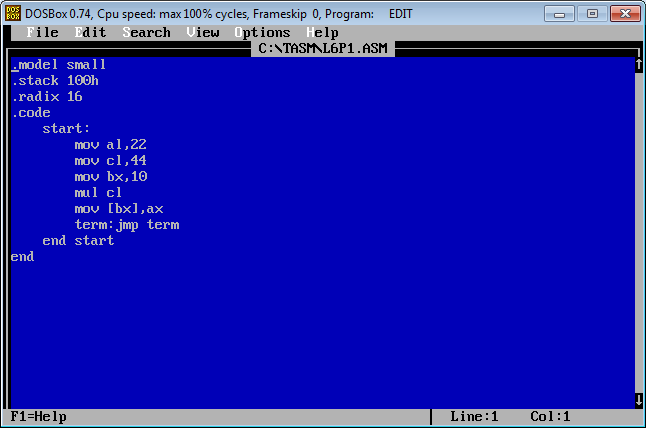 DOS BOX DOSBox 0.74, Cpu speed: max 100% cycles, Frameskip 0, Program: EDIT
File Edit Search View Options Help
C:\TASM\L6P1.ASM
.model small
.stack 100h
.radix 16
.code
start:
mov al,22
mov cl,44
mov bx,10
mul cl
mov [bx],ax
term:jmp term
end start
end
F1=Help Line:1 Col:1